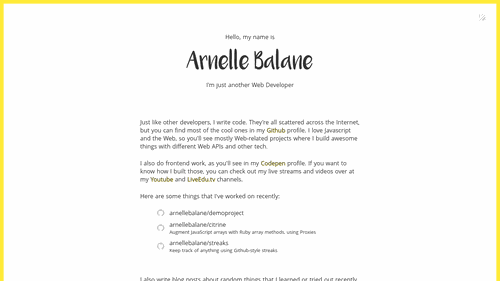 Hello, my name is
Arnelle Balane
I'm just another Web Developer
Just like other developers, I write code. They're all scattered across the Internet,
but you can find most of the cool ones in my Github profile. I love Javascript
and the Web, so you'll see mostly Web-related projects where I build awesome
things with different Web APIs and other tech.
I also do frontend work, as you'll see in my Codepen profile. If you want to
know how I built those, you can check out my live streams and videos over at
my Youtube and LiveEdu.tv channels.
Here are some things that I've worked on recently:
arnellebalane/demoproject
arnellebalane/citrine
Augment JavaScript arrays with Ruby array methods, using Proxies
arnellebalane/streaks
Keep track of anything using Github-style streaks
I also write blog posts about random things that I learned or tried out recently